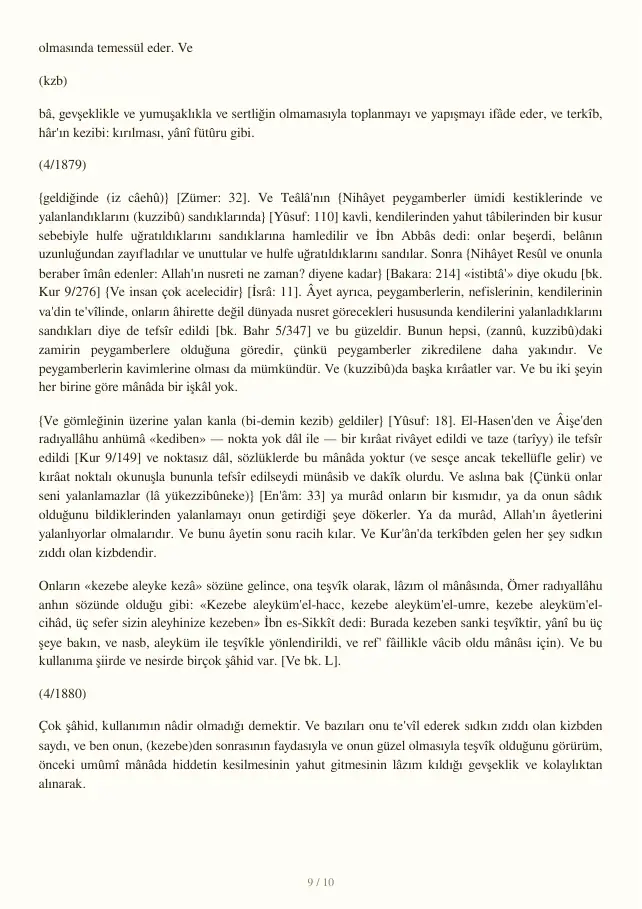 olmasında temessül eder. Ve
(kzb)
bâ, gevşeklikle ve yumuşaklıkla ve sertliğin olmamasıyla toplanmayı ve yapışmayı ifâde eder, ve terkîb,
hâr'ın kezibi: kırılması, yânî fütûru gibi.
(4/1879)
{geldiğinde (iz câehû)} [Zümer: 32]. Ve Teâlâ'nın {Nihâyet peygamberler ümidi kestiklerinde ve
yalanlandıklarını (kuzzibû) sandıklarında} [Yûsuf: 110] kavli, kendilerinden yahut tâbilerinden bir kusur
sebebiyle hulfe uğratıldıklarını sandıklarına hamledilir ve İbn Abbâs dedi: onlar beşerdi, belânın
uzunluğundan zayıfladılar ve unuttular ve hulfe uğratıldıklarını sandılar. Sonra {Nihâyet Resûl ve onunla
beraber îmân edenler: Allah'ın nusreti ne zaman? diyene kadar} [Bakara: 214] «istibtâ'» diye okudu [bk.
Kur 9/276] {Ve insan çok acelecidir} [İsrâ: 11]. Âyet ayrıca, peygamberlerin, nefislerinin, kendilerinin
va'din te'vîlinde, onların âhirette değil dünyada nusret görecekleri hususunda kendilerini yalanladıklarını
sandıkları diye de tefsîr edildi [bk. Bahr 5/347] ve bu güzeldir. Bunun hepsi, (zannû, kuzzibû)daki
zamirin peygamberlere olduğuna göredir, çünkü peygamberler zikredilene daha yakındır. Ve
peygamberlerin kavimlerine olması da mümkündür. Ve (kuzzibû)da başka kırâatler var. Ve bu iki şeyin
her birine göre mânâda bir işkâl yok.
{Ve gömleğinin üzerine yalan kanla (bi-demin kezib) geldiler} [Yûsuf: 18]. El-Hasen'den ve Âişe'den
radıyallâhu anhümâ «kediben» — nokta yok dâl ile — bir kırâat rivâyet edildi ve taze (tarîyy) ile tefsîr
edildi [Kur 9/149] ve noktasız dâl, sözlüklerde bu mânâda yoktur (ve sesçe ancak tekellüfle gelir) ve
kırâat noktalı okunuşla bununla tefsîr edilseydi münâsib ve dakîk olurdu. Ve aslına bak {Çünkü onlar
seni yalanlamazlar (lâ yükezzibûneke)} [En'âm: 33] ya murâd onların bir kısmıdır, ya da onun sâdık
olduğunu bildiklerinden yalanlamayı onun getirdiği şeye dökerler. Ya da murâd, Allah'ın âyetlerini
yalanlıyorlar olmalarıdır. Ve bunu âyetin sonu racih kılar. Ve Kur'ân'da terkîbden gelen her şey sıdkın
zıddı olan kizbdendir.
Onların «kezebe aleyke kezâ» sözüne gelince, ona teşvîk olarak, lâzım ol mânâsında, Ömer radıyallâhu
anhın sözünde olduğu gibi: «Kezebe aleyküm'el-hacc, kezebe aleyküm'el-umre, kezebe aleyküm'el-
cihâd, üç sefer sizin aleyhinize kezeben» İbn es-Sikkît dedi: Burada kezeben sanki teşvîktir, yânî bu üç
şeye bakın, ve nasb, aleyküm ile teşvîkle yönlendirildi, ve ref' fâillikle vâcib oldu mânâsı için). Ve bu
kullanıma şiirde ve nesirde birçok şâhid var. [Ve bk. L].
(4/1880)
Çok şâhid, kullanımın nâdir olmadığı demektir. Ve bazıları onu te'vîl ederek sıdkın zıddı olan kizbden
saydı, ve ben onun, (kezebe)den sonrasının faydasıyla ve onun güzel olmasıyla teşvîk olduğunu görürüm,
önceki umûmî mânâda hiddetin kesilmesinin yahut gitmesinin lâzım kıldığı gevşeklik ve kolaylıktan
alınarak.
9 / 10